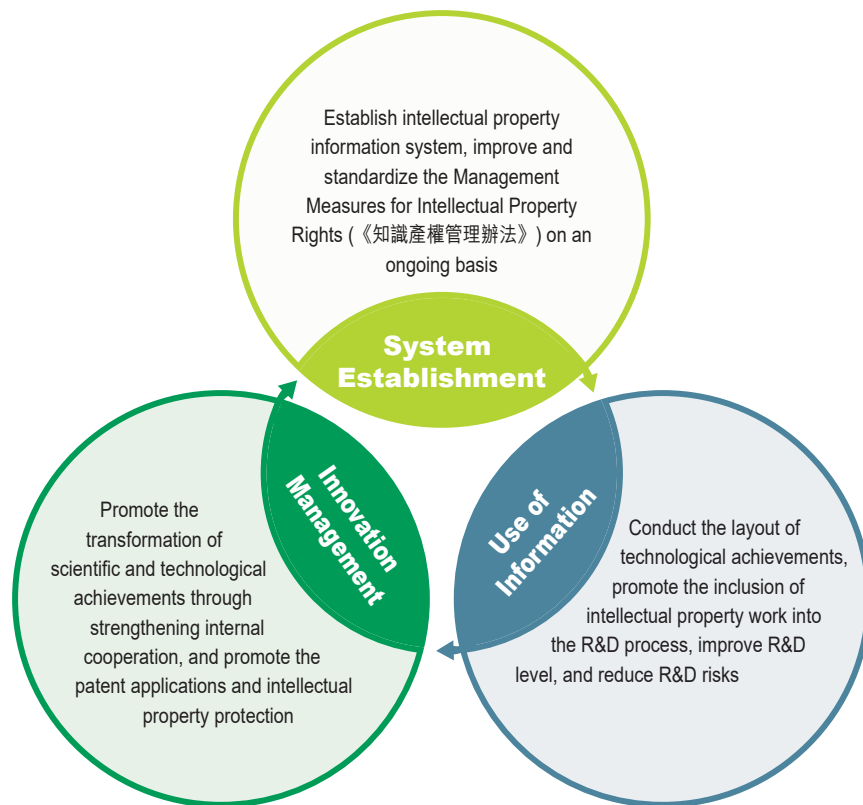 Establish intellectual property
information system, improve and
standardize the Management
Measures for Intellectual Property
Rights (《知識產權管理辦法》) on an
ongoing basis
System
Establishment
Innovation
Management
Promote the
transformation of
scientific and technological
achievements through
strengthening internal
cooperation, and promote the
patent applications and intellectual
property protection
Use of
Information
Conduct the layout of
technological achievements,
promote the inclusion of
intellectual property work into
the R&D process, improve R&D
level, and reduce R&D risks